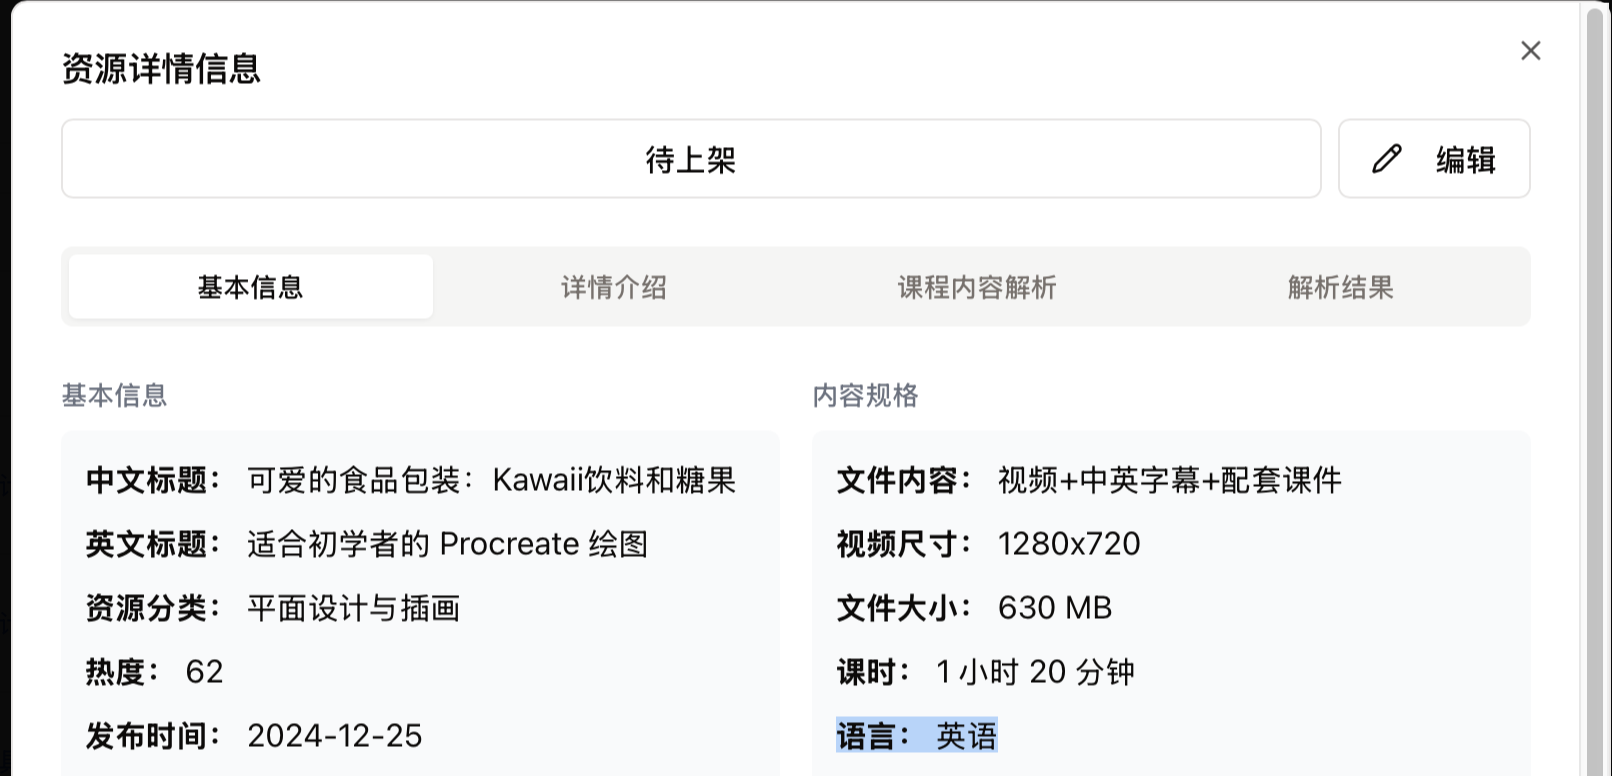 资源详情信息
待上架
编辑
基本信息
详情介绍
课程内容解析
解析结果
基本信息
中文标题： 可爱的食品包装：Kawaii饮料和糖果
英文标题： 适合初学者的 Procreate 绘图
资源分类： 平面设计与插画
热度： 62
发布时间： 2024-12-25
内容规格
文件内容： 视频+中英字幕+配套课件
视频尺寸： 1280x720
文件大小： 630 MB
课时： 1 小时 20 分钟
语言： 英语